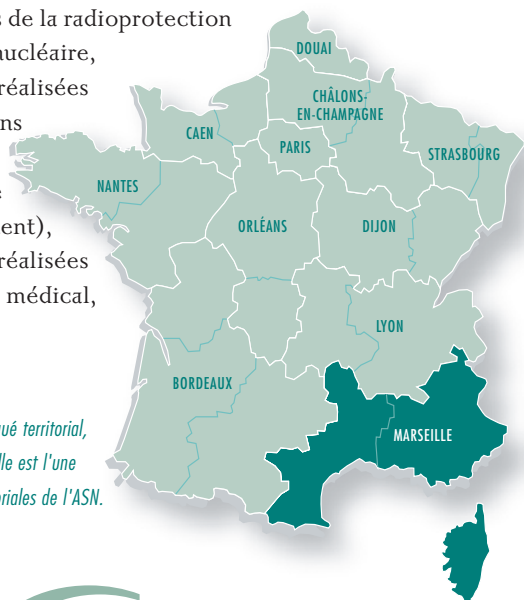 s de la radioprotection
nucléaire,
réalisées
ns
e
ent),
réalisées
médical,
ué territorial,
lle est l'une
oriales de l'ASN.
DOUAI
CHÂLONS-
EN-CHAMPAGNE
CAEN
PARIS
STRASBOURG
NANTES
ORLÉANS
DIJON
LYON
BORDEAUX
MARSEILLE